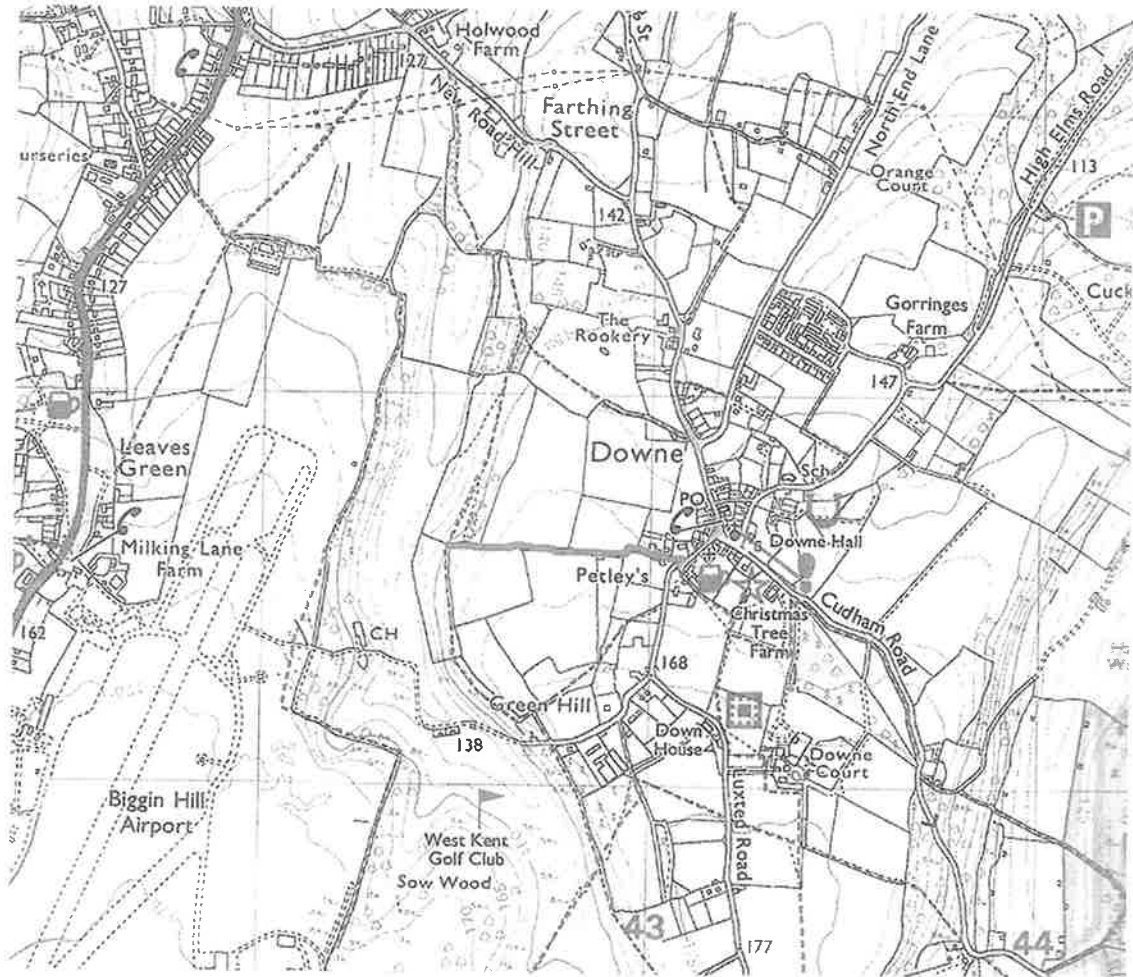 Holwood
Farm
127
New Road Hill
Farthing
Street
St
North End Lane
High Elms Road
113
urseries
Orange
Court
P
142
127
Cuck
Gorringes
Farm
The
Rookery
147
Leaves
Green
Downe
Sch
PO
Downe Hall
Milking Lane
Farm
Petley's
Christmas
Tree
Farm
Cudham Road
162
CH
168
Green Hill
138
Down
House
Downe
Court
Biggin Hill
Airport
Luxted Road
West Kent
Golf Club
Sow Wood
43
44
177